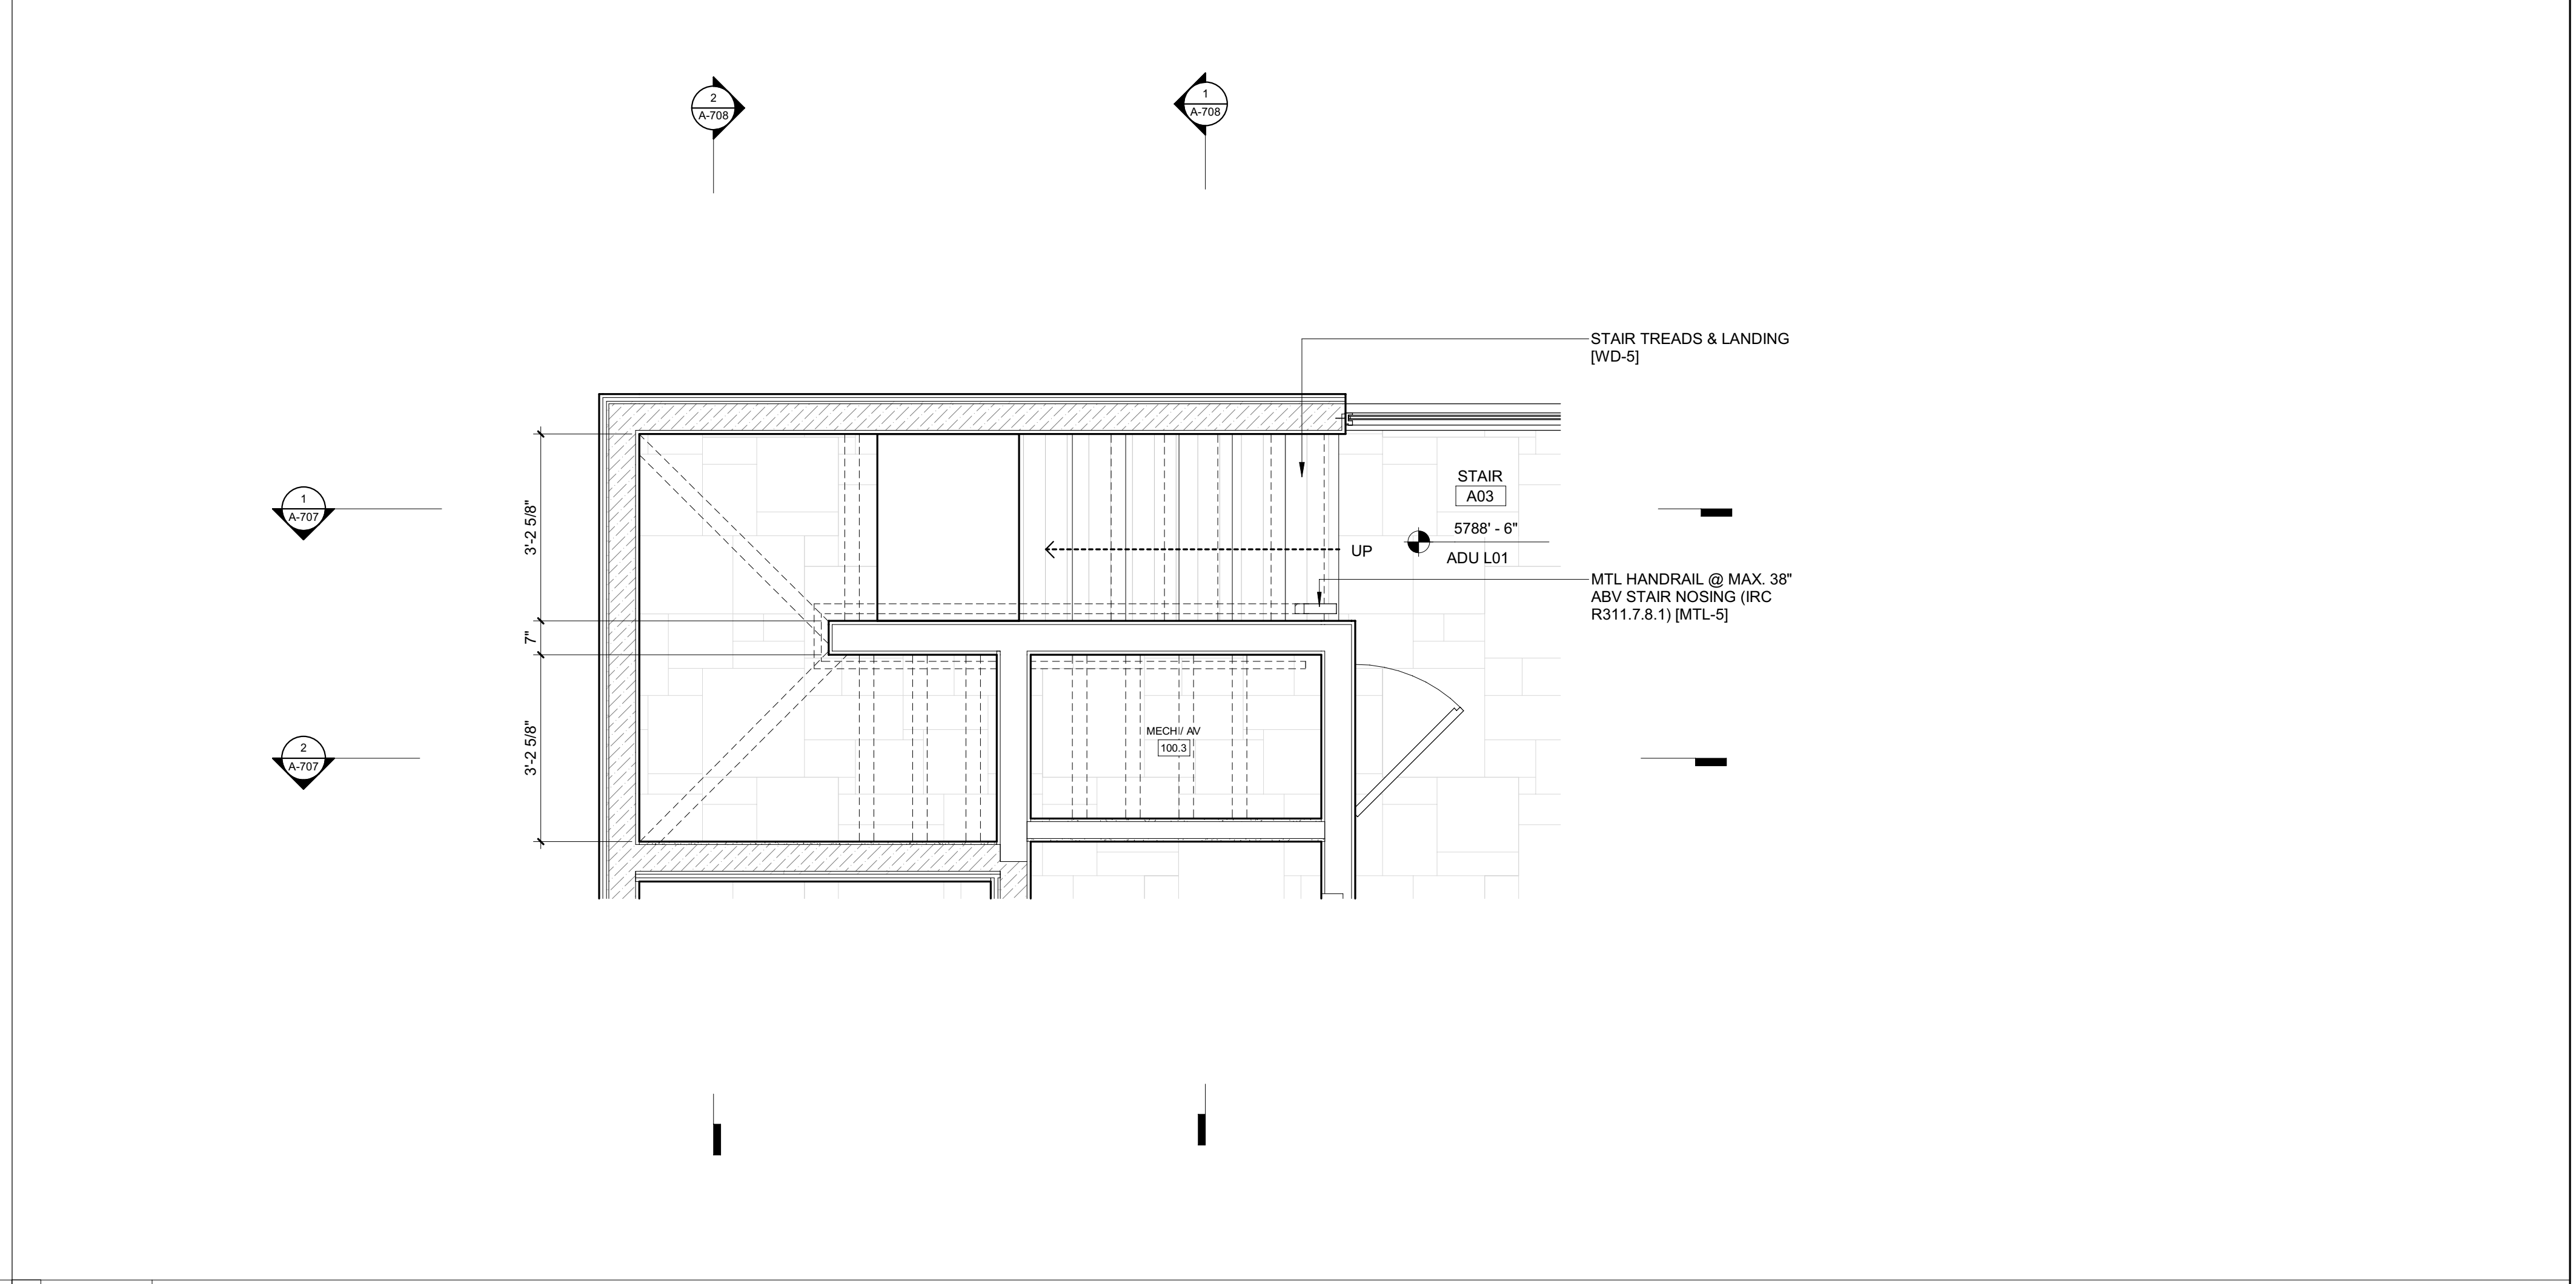 2
A-708
1
A-708
STAIR TREADS & LANDING
[WD-5]
STAIR
A03
5788' - 6"
ADU L01
UP
MTL HANDRAIL @ MAX. 38"
ABV STAIR NOSING (IRC
R311.7.8.1) [MTL-5]
1
A-707
3'-2 5/8"
7"
3'-2 5/8"
MECH/ AV
100.3
2
A-707